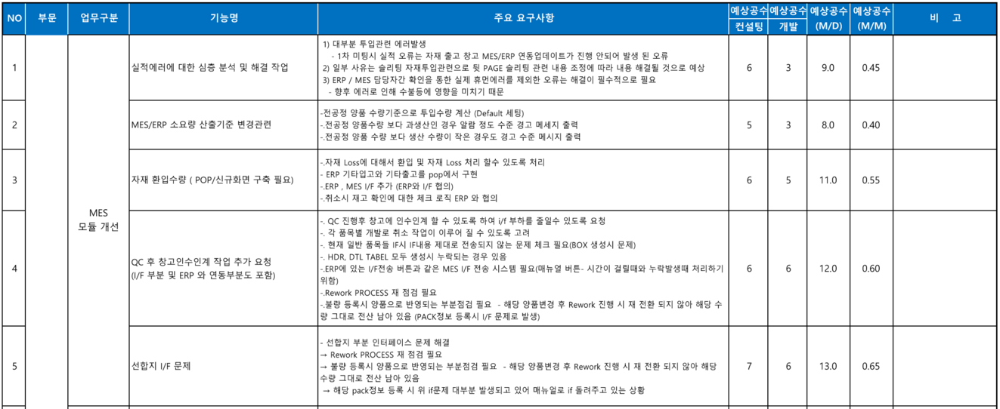 NO 부문 업무구분 기능명 주요 요구사항 예상공수 컨설팅 예상공수 개발 예상공수 (M/D) 예상공수 (M/M) 비 고
MES
모듈 개선
1 실적에러에 대한 심층 분석 및 해결 작업
1) 대부분 투입관련 에러발생
- 1차 미팅시 실적 오류는 자재 출고 창고 MES/ERP 연동업데이트가 진행 안되어 발생 된 오류
2) 일부 사유는 슬리팅 자재투입관련으로 뒷 PAGE 슬리팅 관련 내용 조정에 따라 내용 해결될 것으로 예상
3) ERP / MES 담당자간 확인을 통한 실제 휴먼에러를 제외한 오류는 해결이 필수적으로 필요
- 향후 에러로 인해 수불등에 영향을 미치기 때문
6 3 9.0 0.45
2 MES/ERP 소요량 산출기준 변경관련
-전공정 양품 수량기준으로 투입수량 계산 (Default 세팅)
-.전공정 양품수량 보다 과생산인 경우 알람 정도 수준 경고 메세지 출력
-.전공정 양품 수량 보다 생산 수량이 작은 경우도 경고 수준 메시지 출력
5 3 8.0 0.40
3 자재 환입수량 ( POP/신규화면 구축 필요)
-.자재 Loss에 대해서 환입 및 자재 Loss 처리 할수 있도록 처리
- ERP 기타입고와 기타출고를 pop에서 구현
-.ERP , MES I/F 추가 (ERP와 I/F 협의)
-.취소시 재고 확인에 대한 체크 로직 ERP 와 협의
6 5 11.0 0.55
4 QC 후 창고인수인계 작업 추가 요청
(I/F 부분 및 ERP 와 연동부분도 포함)
-. QC 진행후 창고에 인수인계 할 수 있도록 하여 i/f 부하를 줄일수 있도록 요청
-. 각 품목별 개발로 취소 작업이 이루어 질 수 있도록 고려
-. 현재 일반 품목들 IF시 IF내용 제대로 전송되지 않는 문제 체크 필요(BOX 생성시 문제)
-. HDR, DTL TABEL 모두 생성시 누락되는 경우 있음
-.ERP에 있는 I/F전송 버튼과 같은 MES I/F 전송 시스템 필요(매뉴얼 버튼- 시간이 걸릴때와 누락발생때 처리하기
위함)
-.Rework PROCESS 재 점검 필요
-.불량 등록시 양품으로 반영되는 부분점검 필요 - 해당 양품변경 후 Rework 진행 시 재 전환 되지 않아 해당 수
량 그대로 전산 남아 있음 (PACK정보 등록시 I/F 문제로 발생)
6 6 12.0 0.60
5 선합지 I/F 문제
- 선합지 부분 인터페이스 문제 해결
→ Rework PROCESS 재 점검 필요
→ 불량 등록시 양품으로 반영되는 부분점검 필요 - 해당 양품변경 후 Rework 진행 시 재 전환 되지 않아 해당
수량 그대로 전산 남아 있음
→ 해당 pack정보 등록 시 위 if문제 대부분 발생되고 있어 매뉴얼로 if 돌려주고 있는 상황
7 6 13.0 0.65